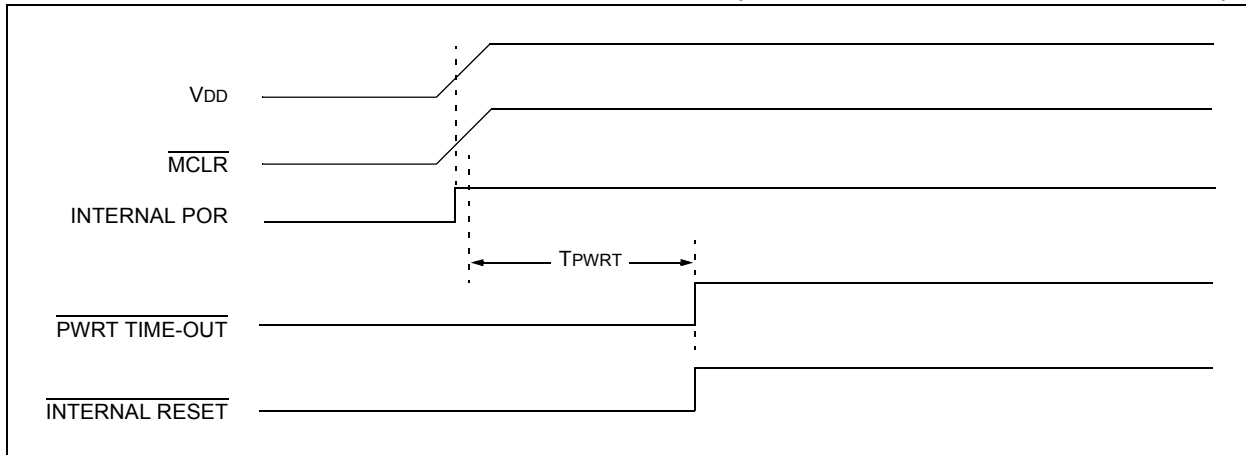 VDD
MCLR
INTERNAL POR
TPWRT
PWRT TIME-OUT
INTERNAL RESET